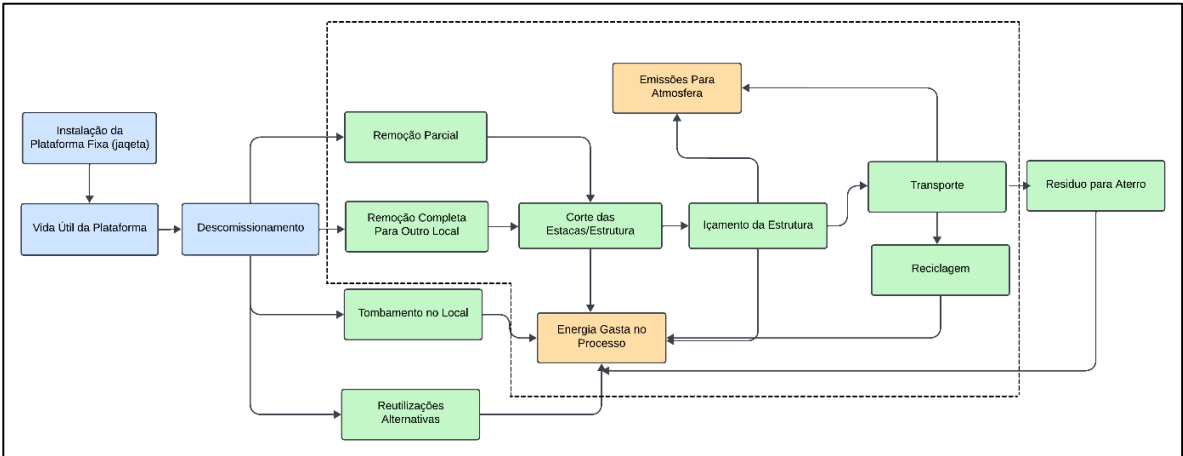 Emissões Para
Atmosfera
Instalação da
Plataforma Fixa (jaqeta)
Remoção Parcial
Transporte
Residuo para Aterro
Vida Útil da Plataforma
Descomissionamento
Remoção Completa
Para Outro Local
Corte das
Estacas/Estrutura
Içamento da Estrutura
Reciclagem
Tombamento no Local
Energia Gasta no
Processo
Reutilizações
Alternativas